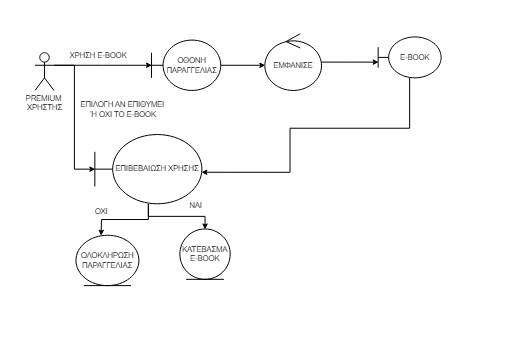 ΧΡΗΣΗ E-BOOK
ΟΘΟΝΗ
ΠΑΡΑΓΓΕΛΙΑΣ
ΕΜΦΑΝΙΣΕ
E-BOOK
PREMIUM
ΧΡΗΣΤΗΣ
ΕΠΙΛΟΓΗ ΑΝ ΕΠΙΘΥΜΕΙ
Ή ΟΧΙ ΤΟ E-BOOK
ΕΠΙΒΕΒΑΙΩΣΗ ΧΡΗΣΗΣ
ΟΧΙ
ΝΑΙ
ΟΛΟΚΛΗΡΩΣΗ
ΠΑΡΑΓΓΕΛΙΑΣ
ΚΑΤΕΒΑΣΜΑ
E-BOOK